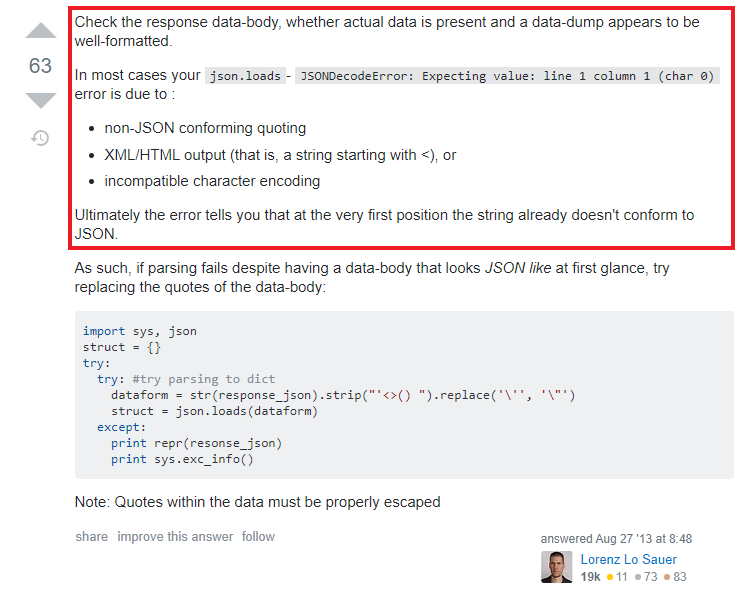 Check the response data-body, whether actual data is present and a data-dump appears to be
well-formatted.
63
In most cases your json.loads - JSONDecodeError: Expecting value: line 1 column 1 (char 0)
error is due to :
• non-JSON conforming quoting
• XML/HTML output (that is, a string starting with <), or
• incompatible character encoding
Ultimately the error tells you that at the very first position the string already doesn't conform to
JSON.
As such, if parsing fails despite having a data-body that looks JSON like at first glance, try
replacing the quotes of the data-body:
import sys, json
struct = {}
try:
  try: #try parsing to dict
    dataform = str(response_json).strip("'<>() ").replace('\'', '\"')
    struct = json.loads(dataform)
  except:
    print repr(resonse_json)
    print sys.exc_info()
Note: Quotes within the data must be properly escaped
share improve this answer follow
answered Aug 27 '13 at 8:48
Lorenz Lo Sauer
19k ● 11 ● 73 ● 83